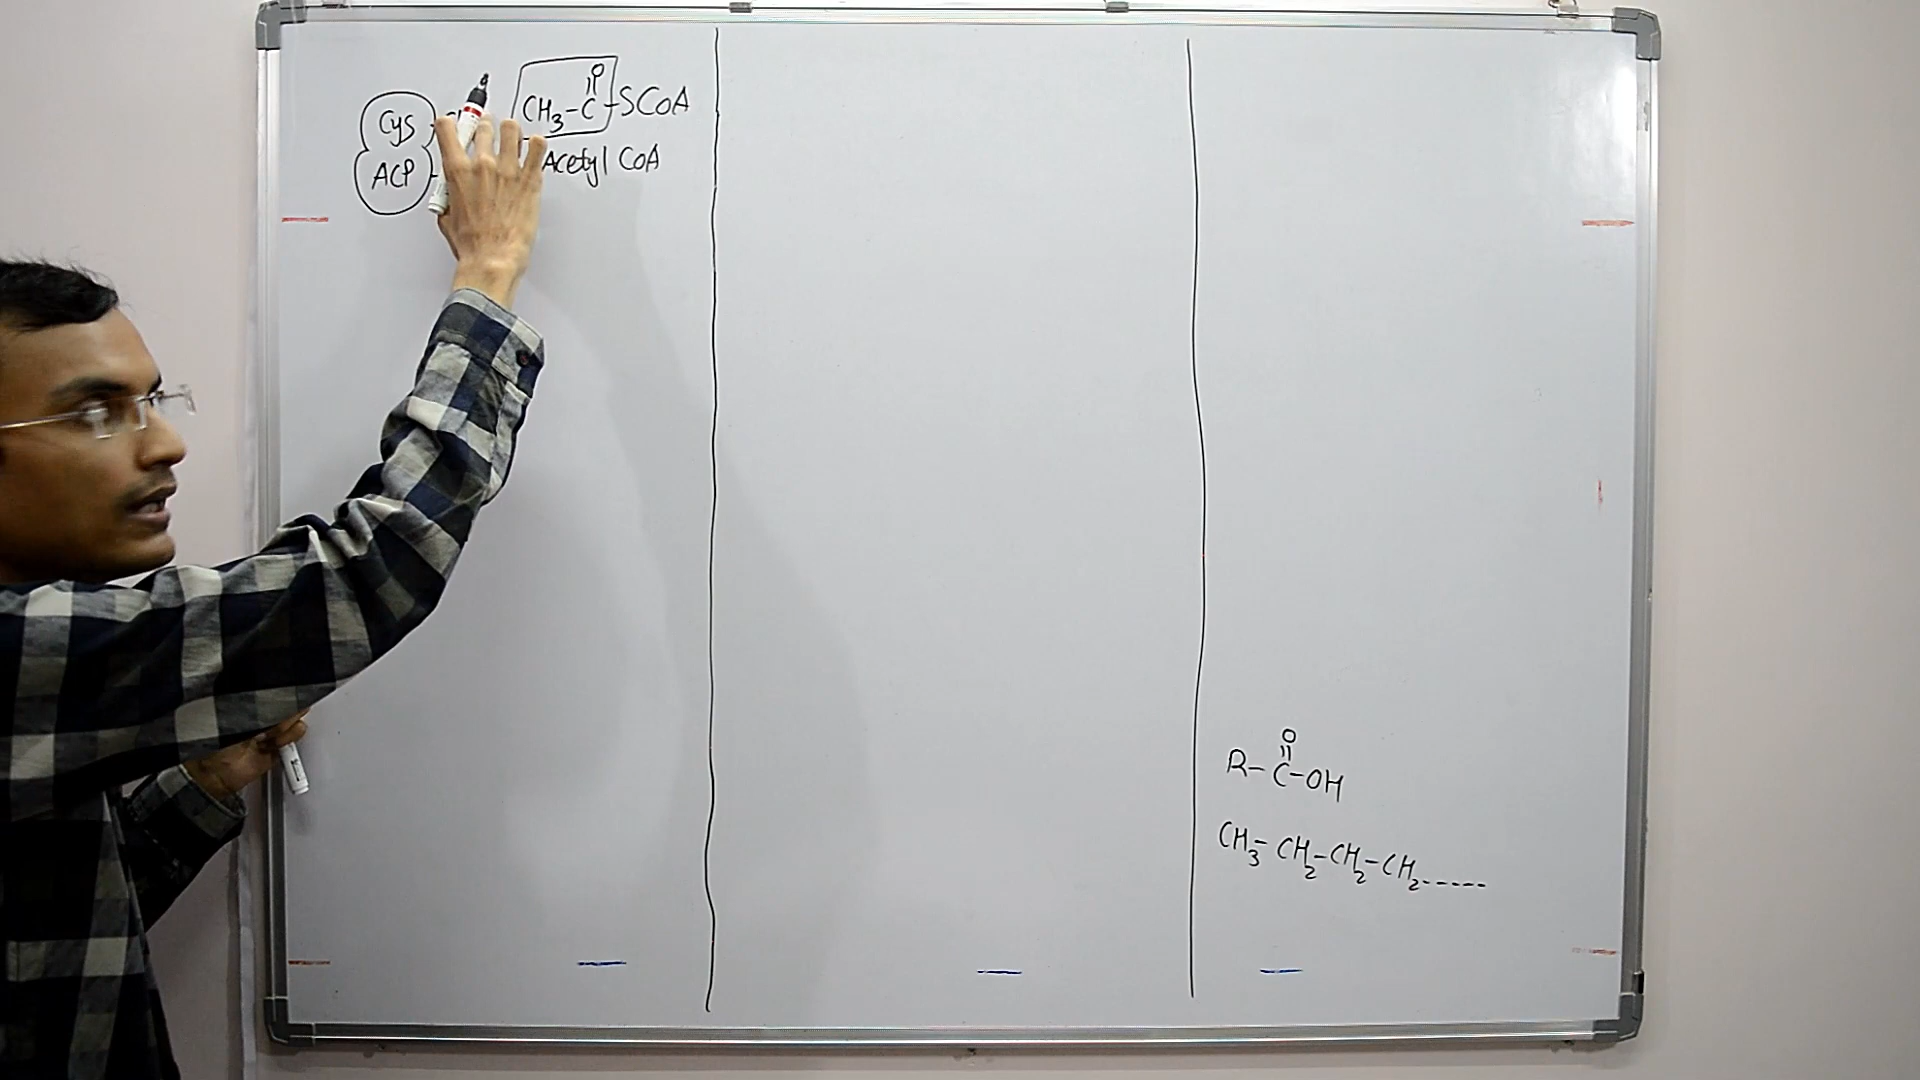 O
||
Cys CH3-C-SCoA
ACP Acetyl CoA
O
||
R-C-OH
CH3-CH2-CH2-CH2-----